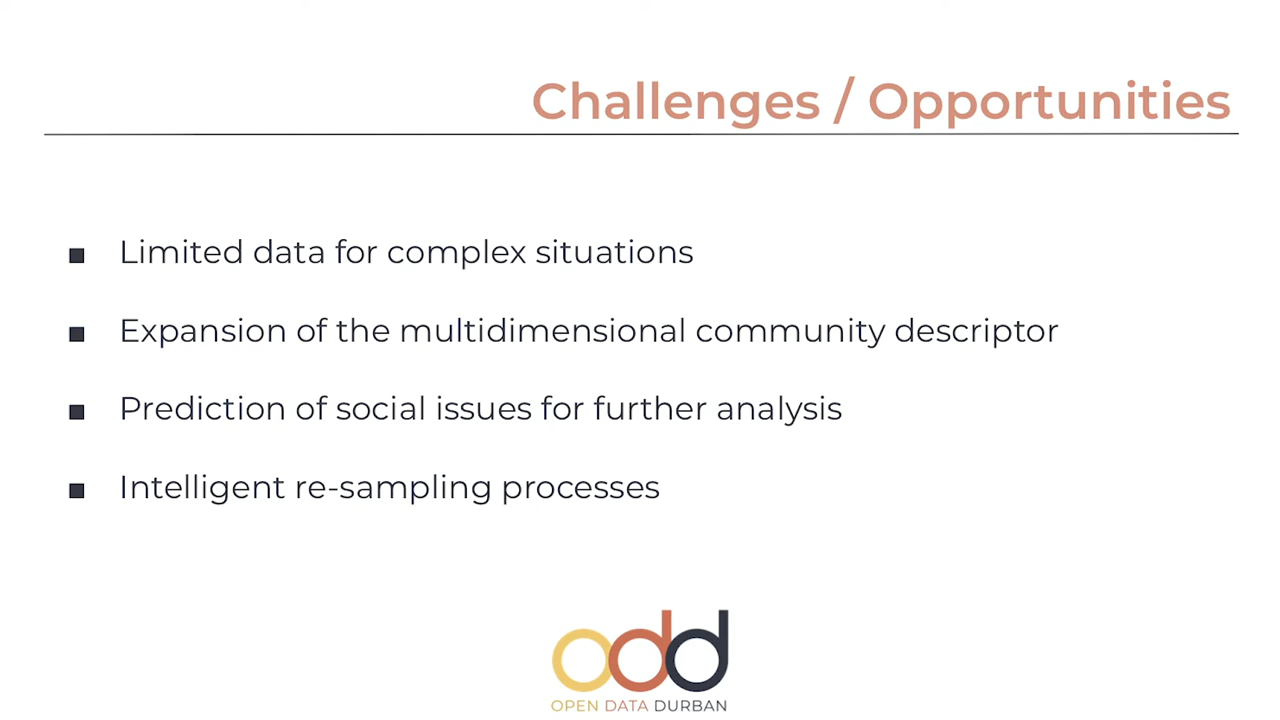 Challenges / Opportunities
Limited data for complex situations
Expansion of the multidimensional community descriptor
Prediction of social issues for further analysis
Intelligent re-sampling processes
odd
OPEN DATA DURBAN